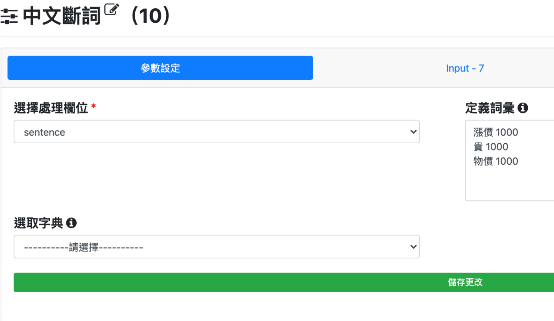 中文斷詞 （10）
參數設定
Input - 7
選擇處理欄位 *
sentence
定義詞彙
漲價 1000
貴 1000
物價 1000
選取字典
----------請選擇----------
儲存更改